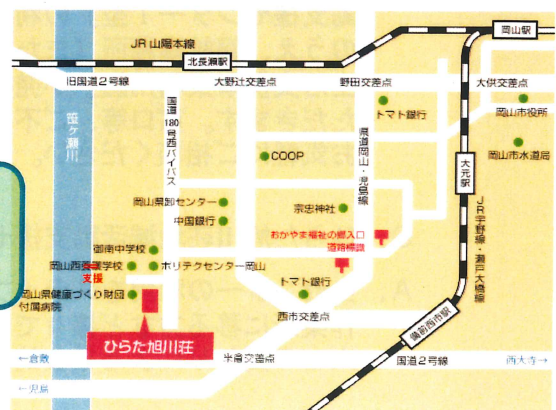 岡山駅
JR山陽本線
北長瀬駅
旧国道2号線
大野辻交差点
野田交差点
大供交差点
岡山市役所
トマト銀行
笹ヶ瀬川
国道180号西バイパス
県道岡山・児島線
岡山市水道局
COOP
大元駅
岡山県卸センター
宗忠神社
中国銀行
JR宇野線・瀬戸大橋線
おかやま福祉の郷入口
道路標識
御南中学校
岡山西養護学校
支援
ポリテクセンター岡山
トマト銀行
岡山県健康づくり財団
付属病院
西市交差点
備前西市駅
ひらた旭川荘
←倉敷
米倉交差点
国道2号線
西大寺→
←児島